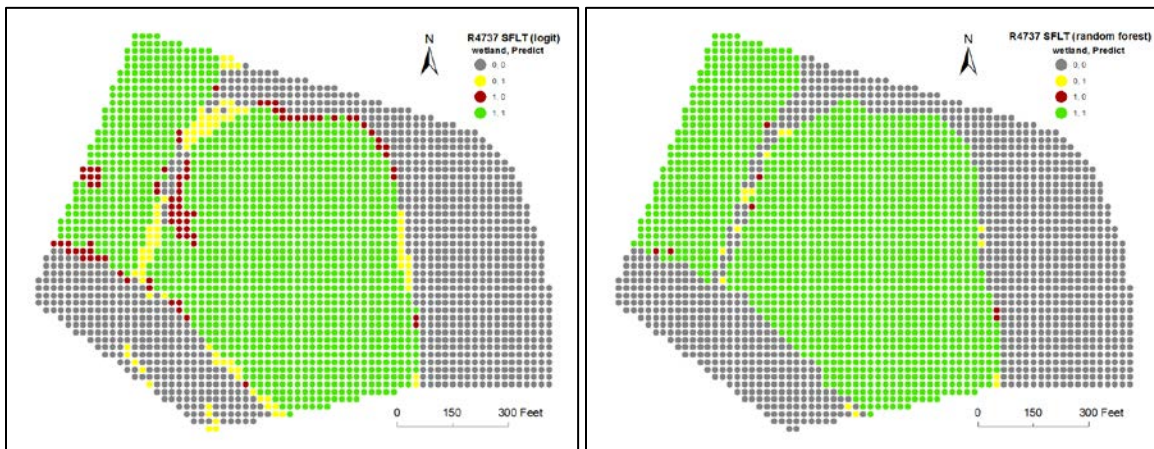 N
R4737 SFLT (logit)
wetland, Predict
0, 0
0, 1
1, 0
1, 1
0 150 300 Feet
N
R4737 SFLT (random forest)
wetland, Predict
0, 0
0, 1
1, 0
1, 1
0 150 300 Feet